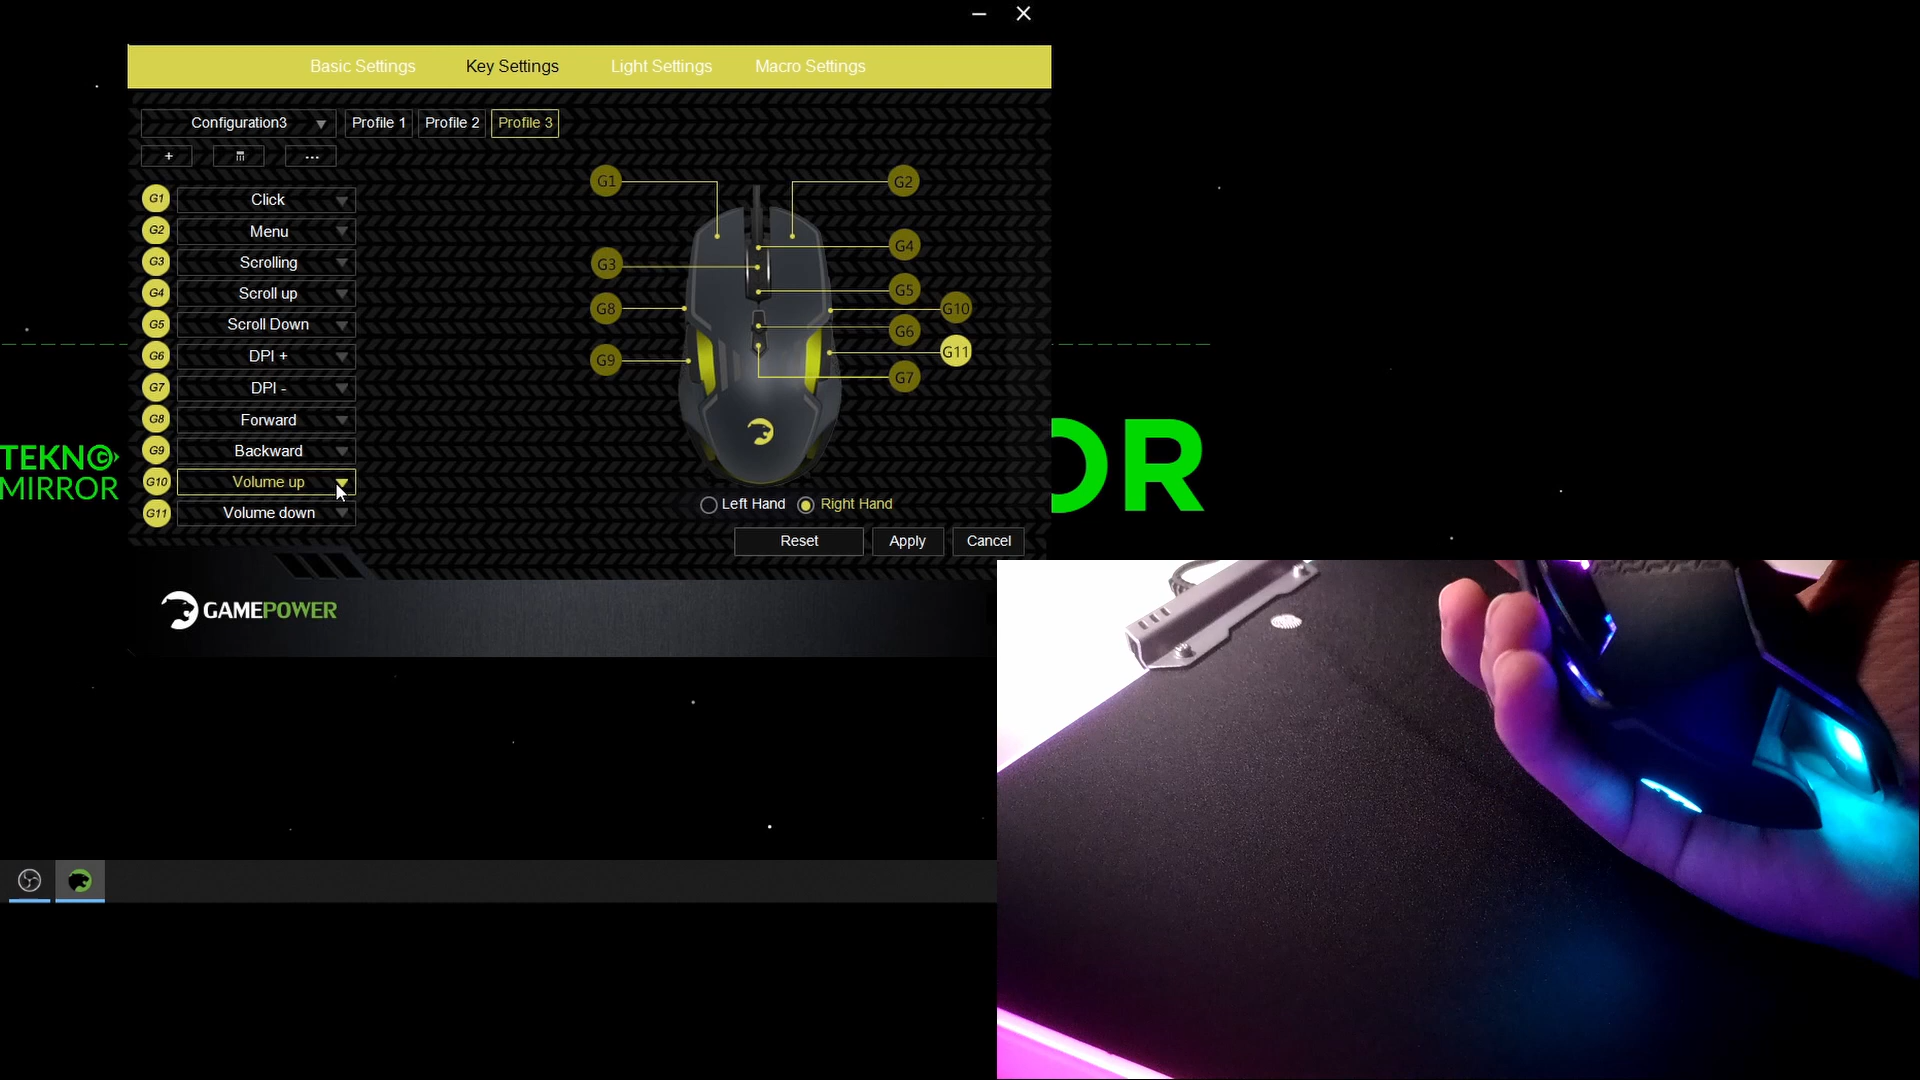 Basic Settings Key Settings Light Settings Macro Settings
Configuration3 Profile 1 Profile 2 Profile 3
+ ...
G1 Click
G2 Menu
G3 Scrolling
G4 Scroll up
G5 Scroll Down
G6 DPI +
G7 DPI -
G8 Forward
G9 Backward
G10 Volume up
G11 Volume down
G1 G2
G4
G3
G5
G8 G10
G6
G11
G9
G7
Left Hand Right Hand
Reset Apply Cancel
GAMEPOWER
TEKNO
MIRROR
OR